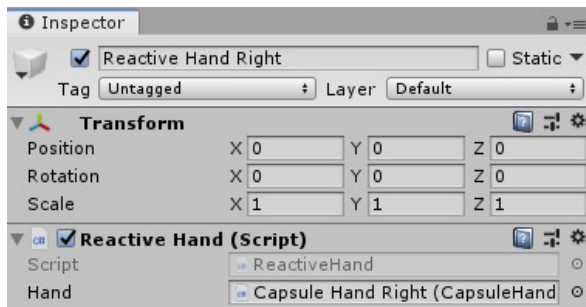 Inspector
Reactive Hand Right Static
Tag Untagged Layer Default
Transform
Position X 0 Y 0 Z 0
Rotation X 0 Y 0 Z 0
Scale X 1 Y 1 Z 1
Reactive Hand (Script)
Script ReactiveHand
Hand Capsule Hand Right (CapsuleHand